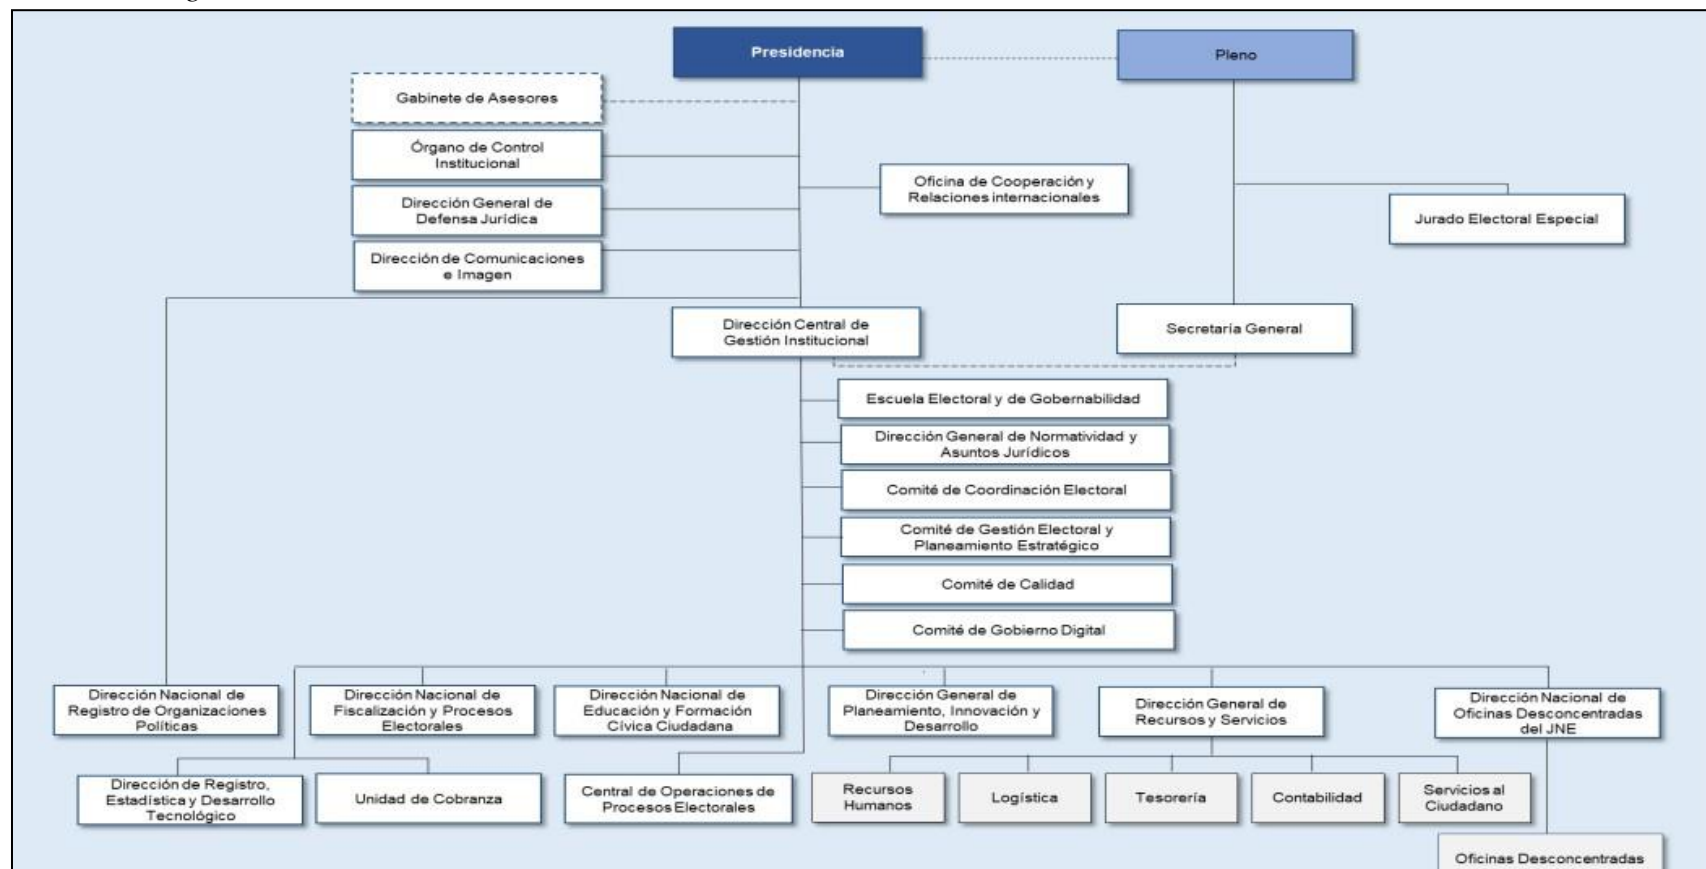 Presidencia
Pleno
Gabinete de Asesores
Órgano de Control
Institucional
Oficina de Cooperación y
Relaciones internacionales
Dirección General de
Defensa Jurídica
Jurado Electoral Especial
Dirección de Comunicaciones
e Imagen
Dirección Central de
Gestión Institucional
Secretaría General
Escuela Electoral y de Gobernabilidad
Dirección General de Normatividad y
Asuntos Jurídicos
Comité de Coordinación Electoral
Comité de Gestión Electoral y
Planeamiento Estratégico
Comité de Calidad
Comité de Gobierno Digital
Dirección Nacional de
Registro de Organizaciones
Políticas
Dirección Nacional de
Fiscalización y Procesos
Electorales
Dirección Nacional de
Educación y Formación
Cívica Ciudadana
Dirección General de
Planeamiento, Innovación y
Desarrollo
Dirección General de
Recursos y Servicios
Dirección Nacional de
Oficinas Desconcentradas
del JNE
Dirección de Registro,
Estadística y Desarrollo
Tecnológico
Unidad de Cobranza
Central de Operaciones de
Procesos Electorales
Recursos
Humanos
Logística
Tesorería
Contabilidad
Servicios al
Ciudadano
Oficinas Desconcentradas